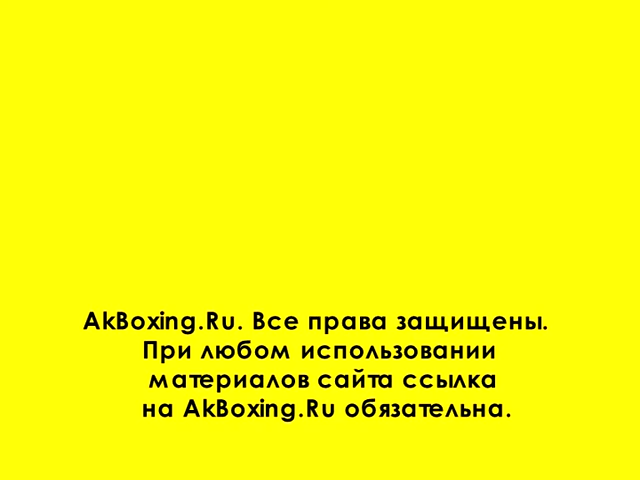 AkBoxing.Ru. Все права защищены.
При любом использовании
материалов сайта ссылка
на AkBoxing.Ru обязательна.